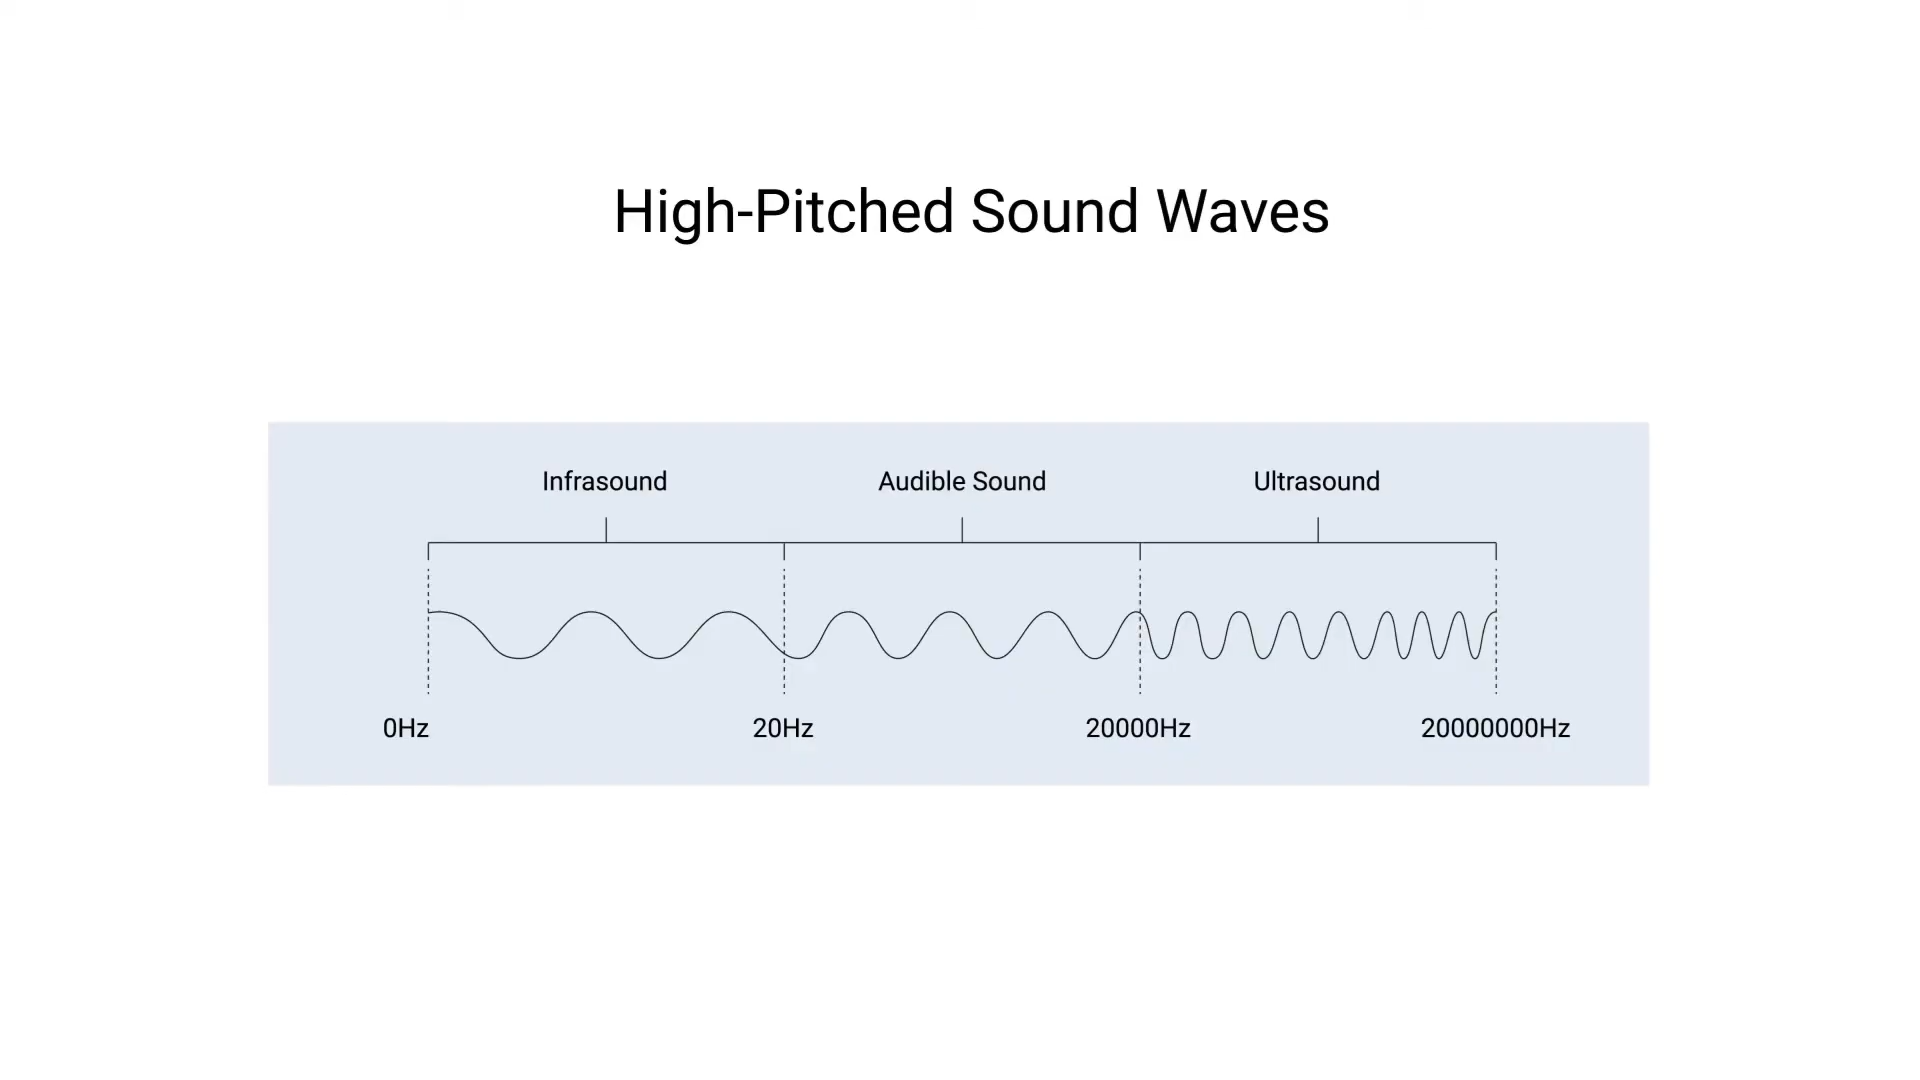 High-Pitched Sound Waves
Infrasound Audible Sound Ultrasound
0Hz 20Hz 20000Hz 20000000Hz